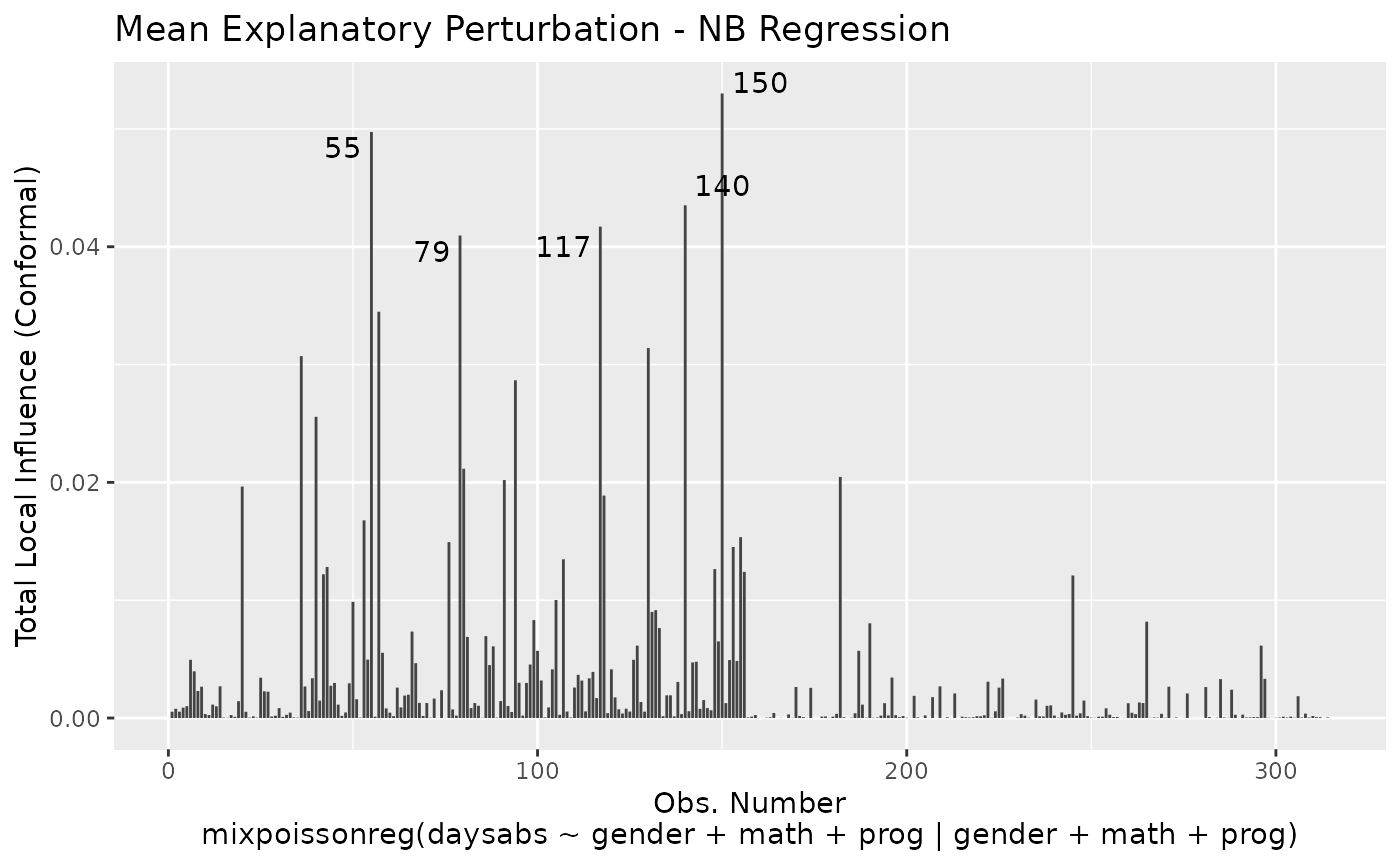 Mean Explanatory Perturbation - NB Regression
Total Local Influence (Conformal)
150
55
140
117
79
0.04
0.02
0.00
0 100 200 300
Obs. Number
mixpoissonreg(daysabs ~ gender + math + prog | gender + math + prog)